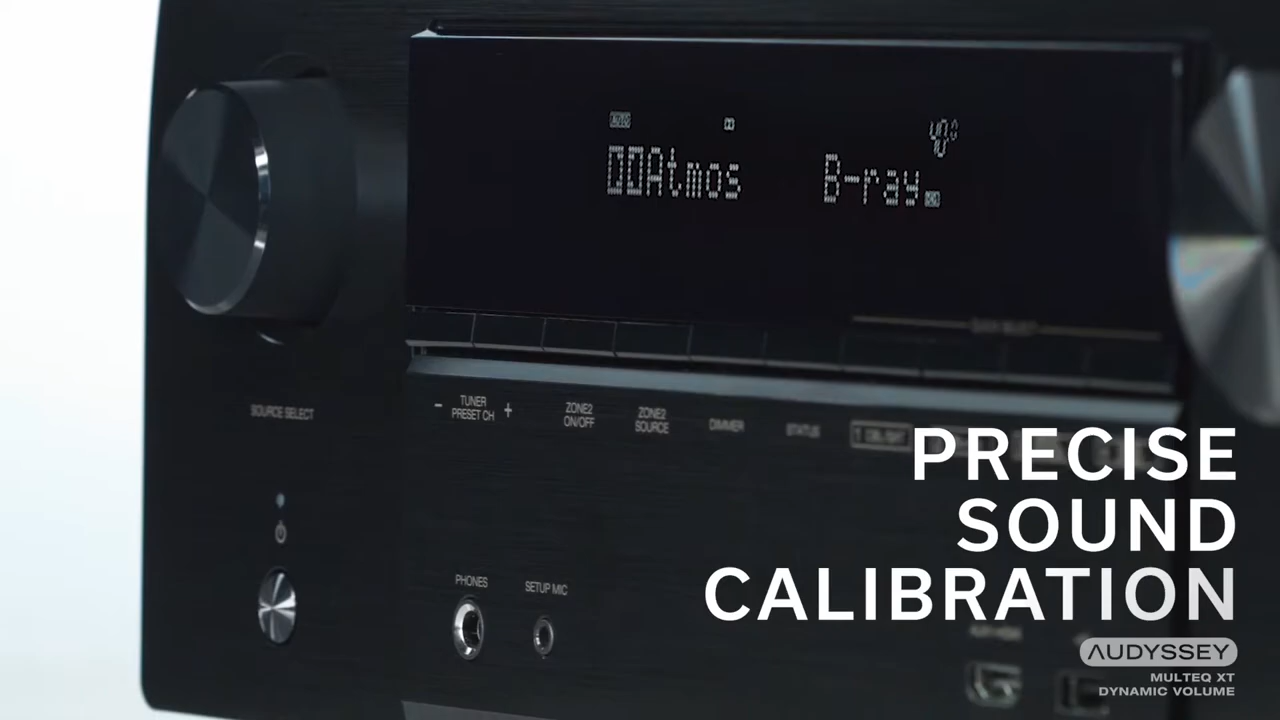 Atmos B-ray
SOURCE SELECT
- TUNER PRESET CH +
ZONE2 ON/OFF
ZONE2 SOURCE
DIMMER
STATUS
PHONES
SETUP MIC
PRECISE
SOUND
CALIBRATION
AUDYSSEY
MULTEQ XT
DYNAMIC VOLUME